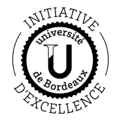 INITIATIVE
université
U
de Bordeaux
D'EXCELLENCE